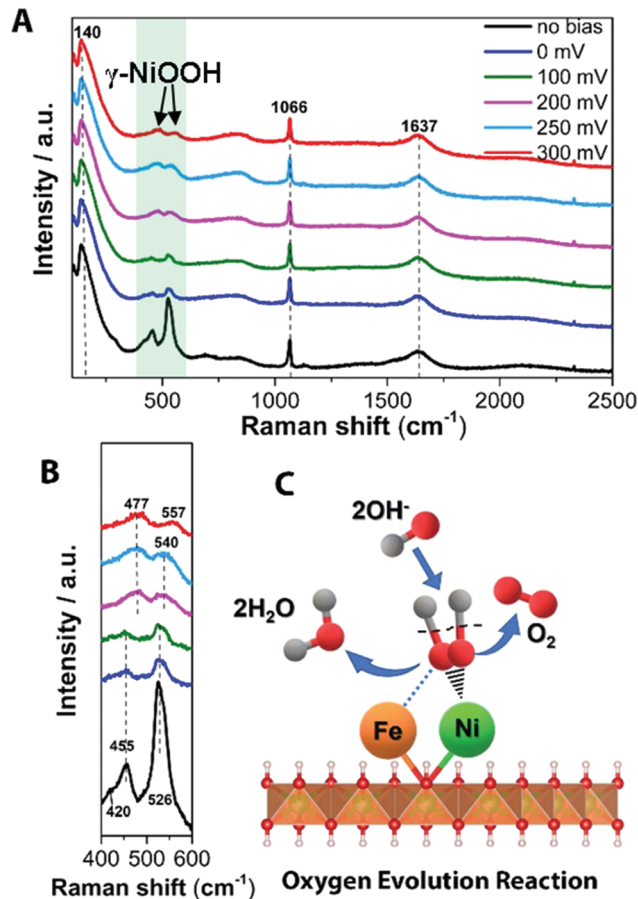 A
140
γ-NiOOH
1066
1637
no bias
0 mV
100 mV
200 mV
250 mV
300 mV
Intensity / a.u.
500
1000
1500
2000
2500
Raman shift (cm⁻¹)
B
477
557
540
455
420
526
Intensity / a.u.
400
500
600
Raman shift (cm⁻¹)
C
2OH⁻
2H₂O
O₂
Fe
Ni
Oxygen Evolution Reaction